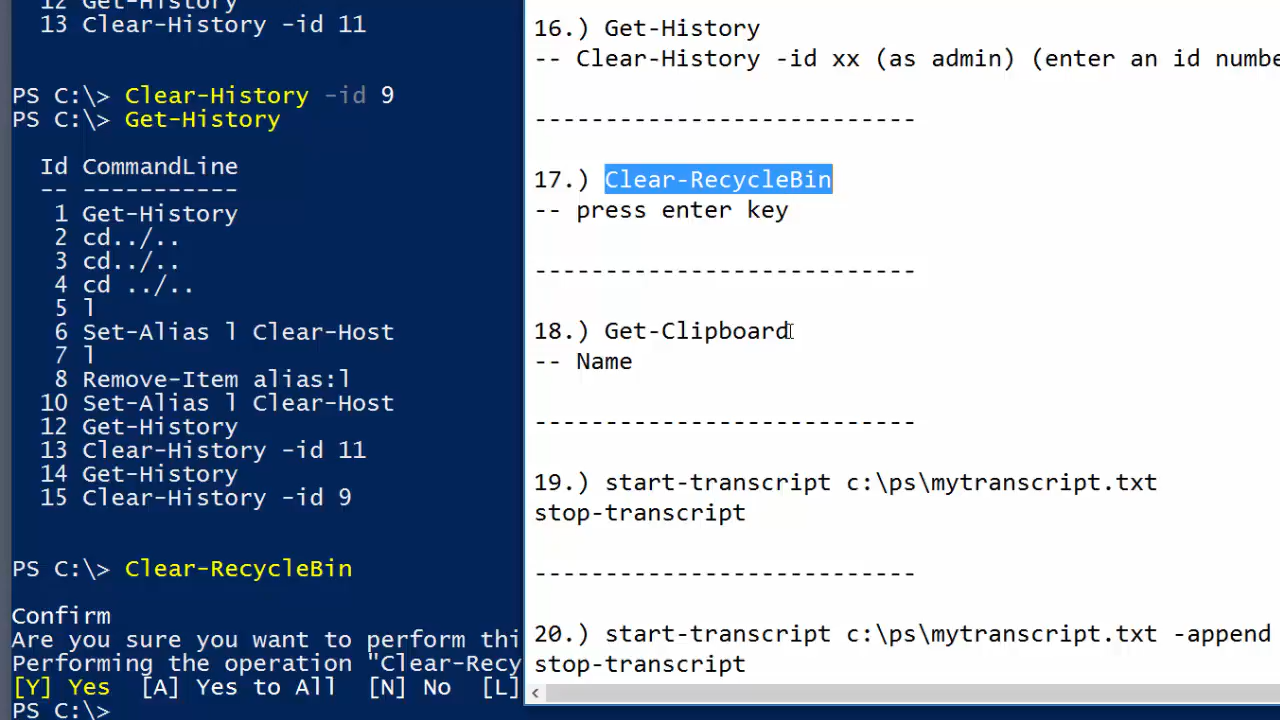 12 Get-History
13 Clear-History -id 11
PS C:\> Clear-History -id 9
PS C:\> Get-History
Id CommandLine
-- -----------
1 Get-History
2 cd../..
3 cd../..
4 cd ../..
5 l
6 Set-Alias l Clear-Host
7 l
8 Remove-Item alias:l
10 Set-Alias l Clear-Host
12 Get-History
13 Clear-History -id 11
14 Get-History
15 Clear-History -id 9
PS C:\> Clear-RecycleBin
Confirm
Are you sure you want to perform thi
Performing the operation "Clear-Recy
[Y] Yes [A] Yes to All [N] No [L]
PS C:\>
16.) Get-History
-- Clear-History -id xx (as admin) (enter an id numbe
---------------------------
17.) Clear-RecycleBin
-- press enter key
---------------------------
18.) Get-Clipboard
-- Name
---------------------------
19.) start-transcript c:\ps\mytranscript.txt
stop-transcript
---------------------------
20.) start-transcript c:\ps\mytranscript.txt -append
stop-transcript